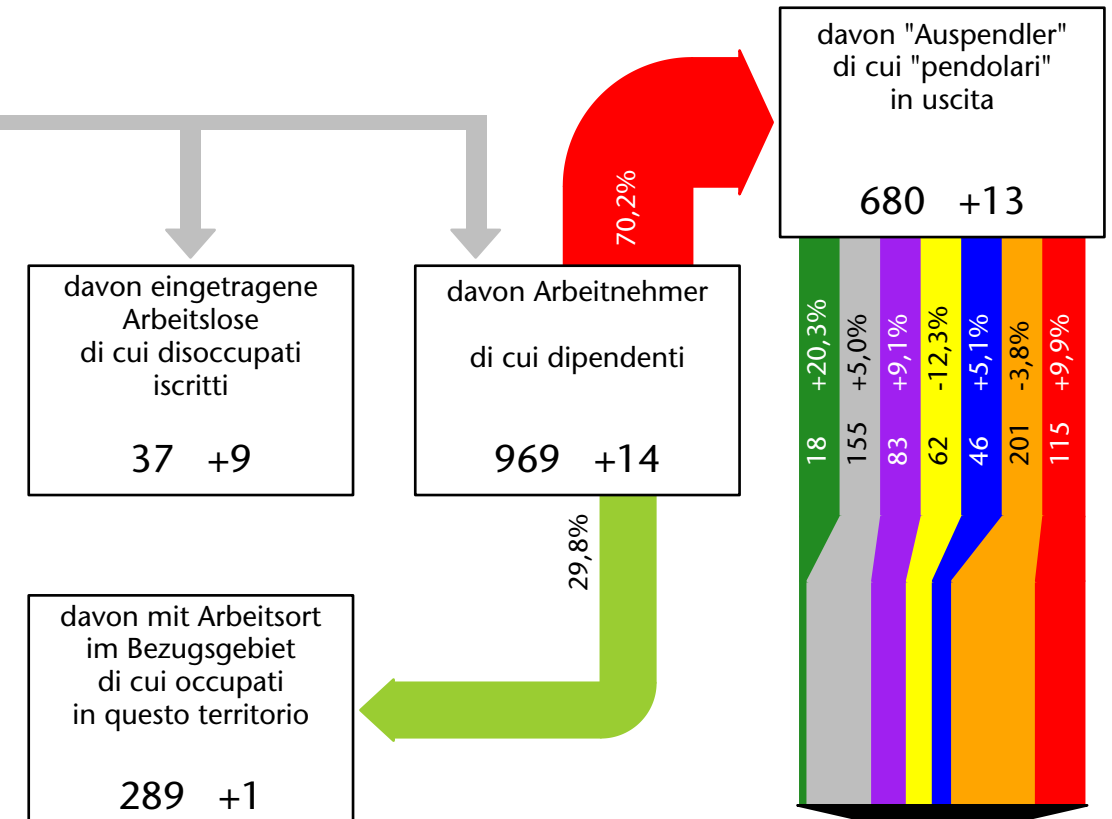 davon "Auspendler"
di cui "pendolari"
in uscita
680 +13
70,2%
davon eingetragene
Arbeitslose
di cui disoccupati
iscritti
37 +9
davon Arbeitnehmer
di cui dipendenti
969 +14
18 +20,3%
155 +5,0%
83 +9,1%
62 -12,3%
46 +5,1%
201 -3,8%
115 +9,9%
29,8%
davon mit Arbeitsort
im Bezugsgebiet
di cui occupati
in questo territorio
289 +1